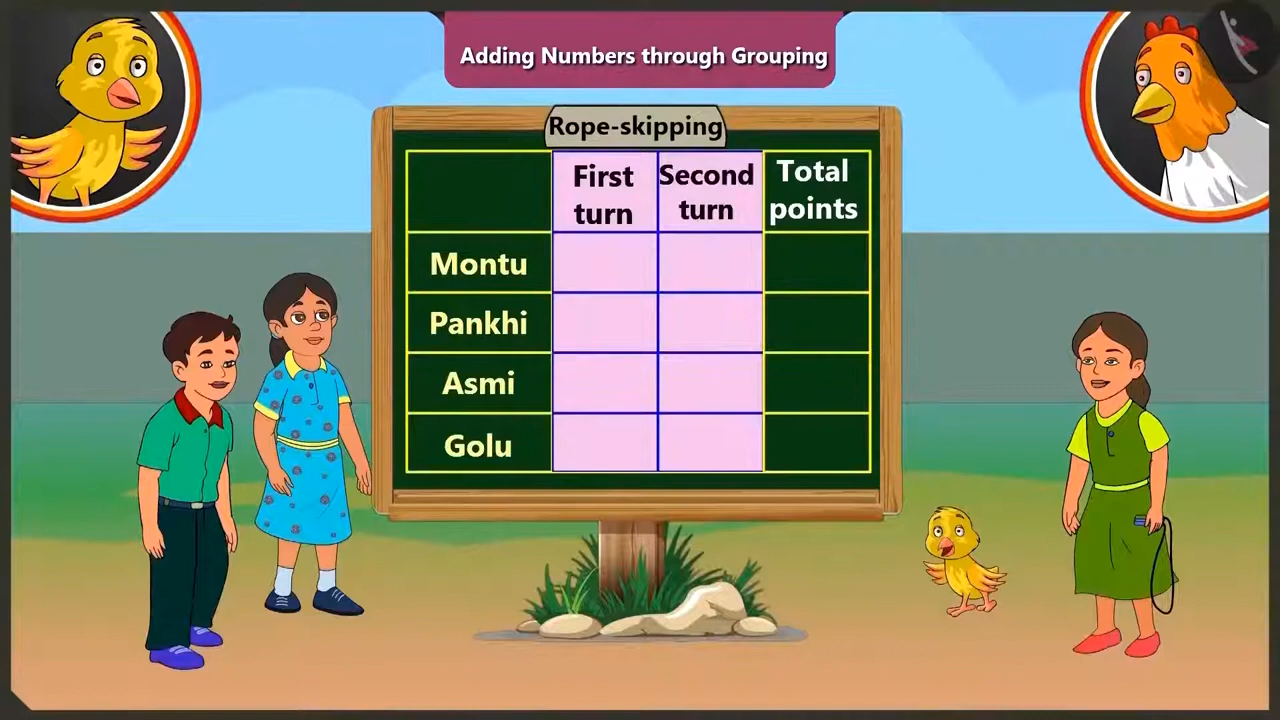 Adding Numbers through Grouping
Rope-skipping
First turn
Second turn
Total points
Montu
Pankhi
Asmi
Golu